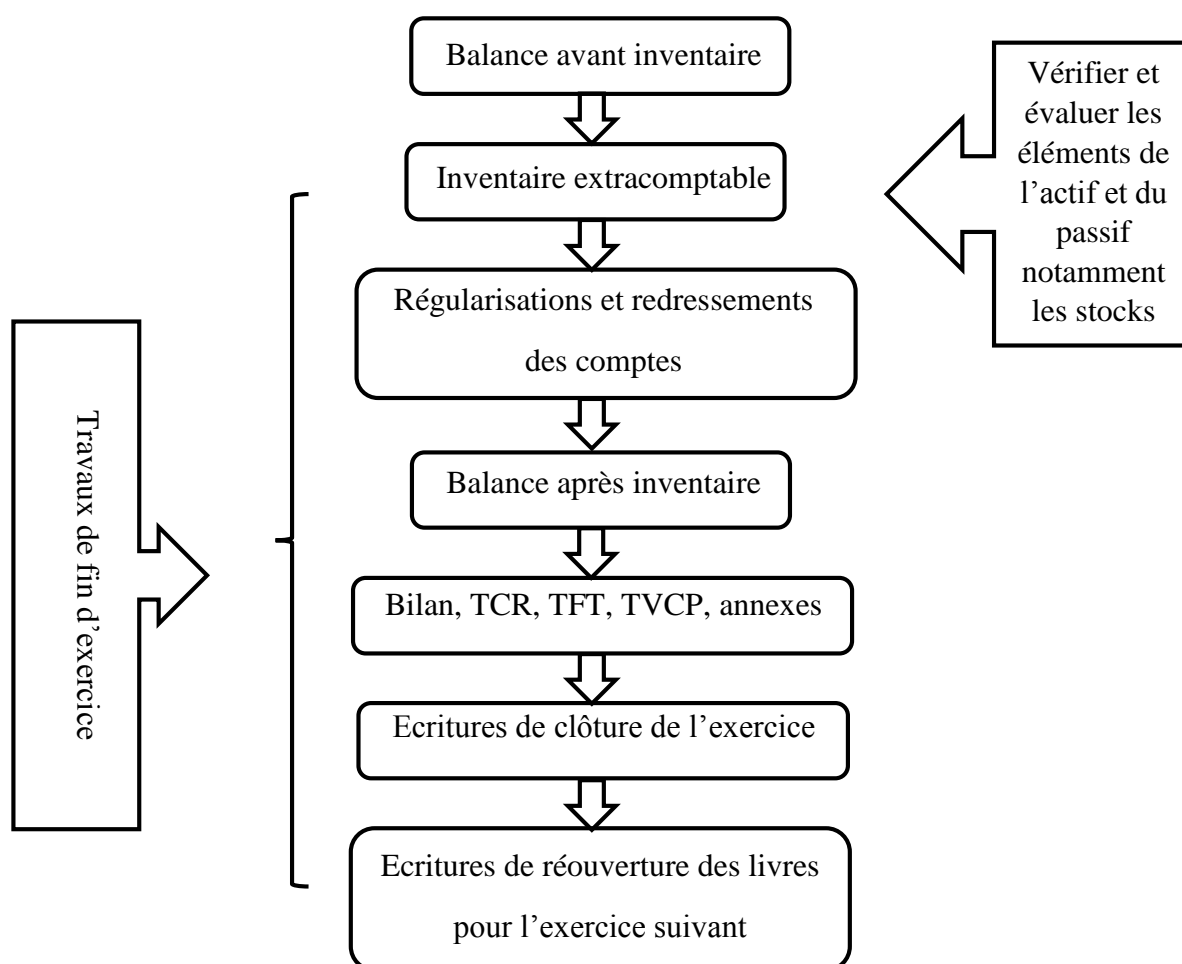 Balance avant inventaire
Vérifier et
évaluer les
éléments de
l’actif et du
passif
notamment
les stocks
Inventaire extracomptable
Régularisations et redressements
des comptes
Travaux de fin d’exercice
Balance après inventaire
Bilan, TCR, TFT, TVCP, annexes
Ecritures de clôture de l’exercice
Ecritures de réouverture des livres
pour l’exercice suivant